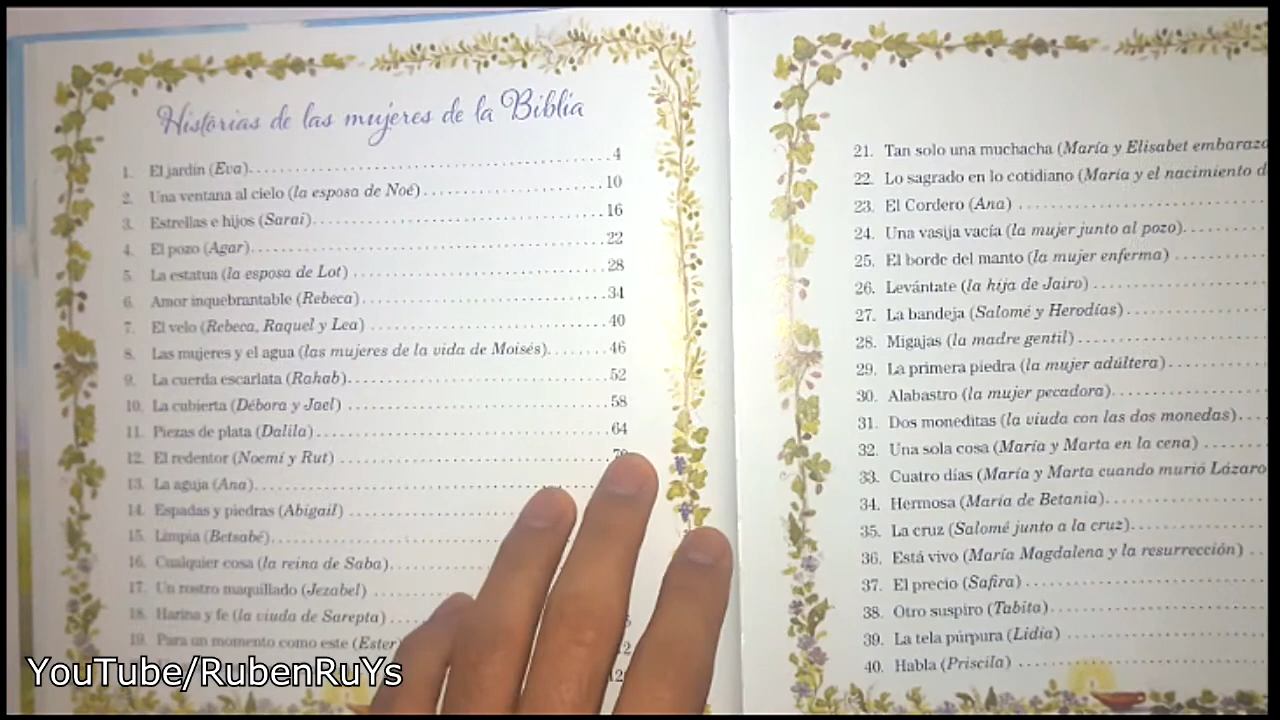 Historias de las mujeres de la Biblia
1. El jardín (Eva). 4
2. Una ventana al cielo (la esposa de Noé) 10
3. Estrellas e hijos (Sarai) 16
4. El pozo (Agar). 22
5. La estatua (la esposa de Lot) 28
6. Amor inquebrantable (Rebeca) 34
7. El velo (Rebeca, Raquel y Lea) 40
8. Las mujeres y el agua (las mujeres de la vida de Moisés). 46
9. La cuerda escarlata (Rahab). 52
10. La cubierta (Débora y Jael) 58
11. Piezas de plata (Dalila) 64
12. El redentor (Noemí y Rut)
13. La aguja (Ana).
14. Espadas y piedras (Abigail)
15. Limpia (Betsabé).
16. Cualquier cosa (la reina de Saba).
17. Un rostro maquillado (Jezabel)
18. Harina y fe (la viuda de Sarepta)
19. Para un momento como este (Ester)
21. Tan solo una muchacha (María y Elisabet
22. Lo sagrado en lo cotidiano (María y el nacimiento
23. El Cordero (Ana)
24. Una vasija vacía (la mujer junto al pozo).
25. El borde del manto (la mujer enferma)
26. Levántate (la hija de Jairo)
27. La bandeja (Salomé y Herodías)
28. Migajas (la madre gentil)
29. La primera piedra (la mujer adúltera)
30. Alabastro (la mujer pecadora).
31. Dos moneditas (la viuda con las dos monedas).
32. Una sola cosa (María y Marta en la cena)
33. Cuatro días (María y Marta cuando murió Lázaro
34. Hermosa (María de Betania).
35. La cruz (Salomé junto a la cruz).
36. Está vivo (María Magdalena y la resurrección)
37. El precio (Safira)
38. Otro suspiro (Tabita).
39. La tela púrpura (Lidia)
40. Habla (Priscila)
YouTube/RubenRuYs